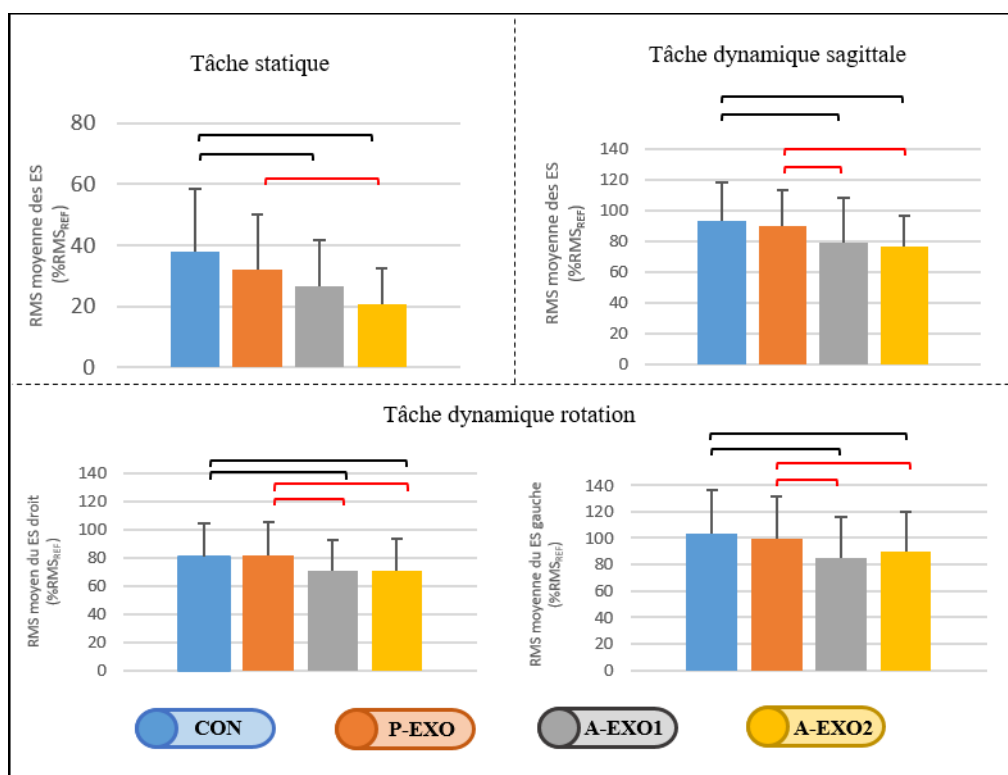 Tâche statique
RMS moyenne des ES
(%RMSREF)
80
60
40
20
0
Tâche dynamique sagittale
RMS moyenne des ES
(%RMSREF)
140
120
100
80
60
40
20
0
Tâche dynamique rotation
RMS moyen du ES droit
(%RMSREF)
140
120
100
80
60
40
20
0
RMS moyenne du ES gauche
(%RMSREF)
140
120
100
80
60
40
20
0
CON
P-EXO
A-EXO1
A-EXO2